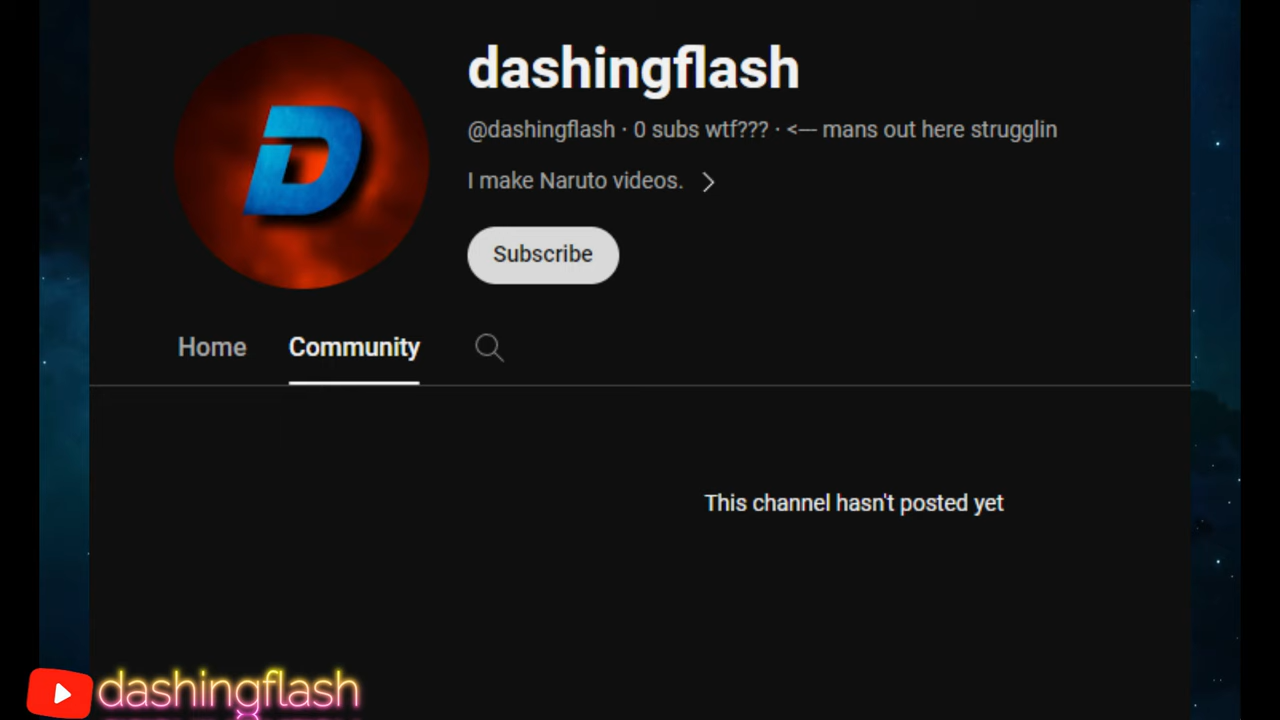 D
dashingflash
@dashingflash · 0 subs wtf??? · <--- mans out here strugglin
I make Naruto videos.
Subscribe
Home Community
This channel hasn't posted yet
dashingflash